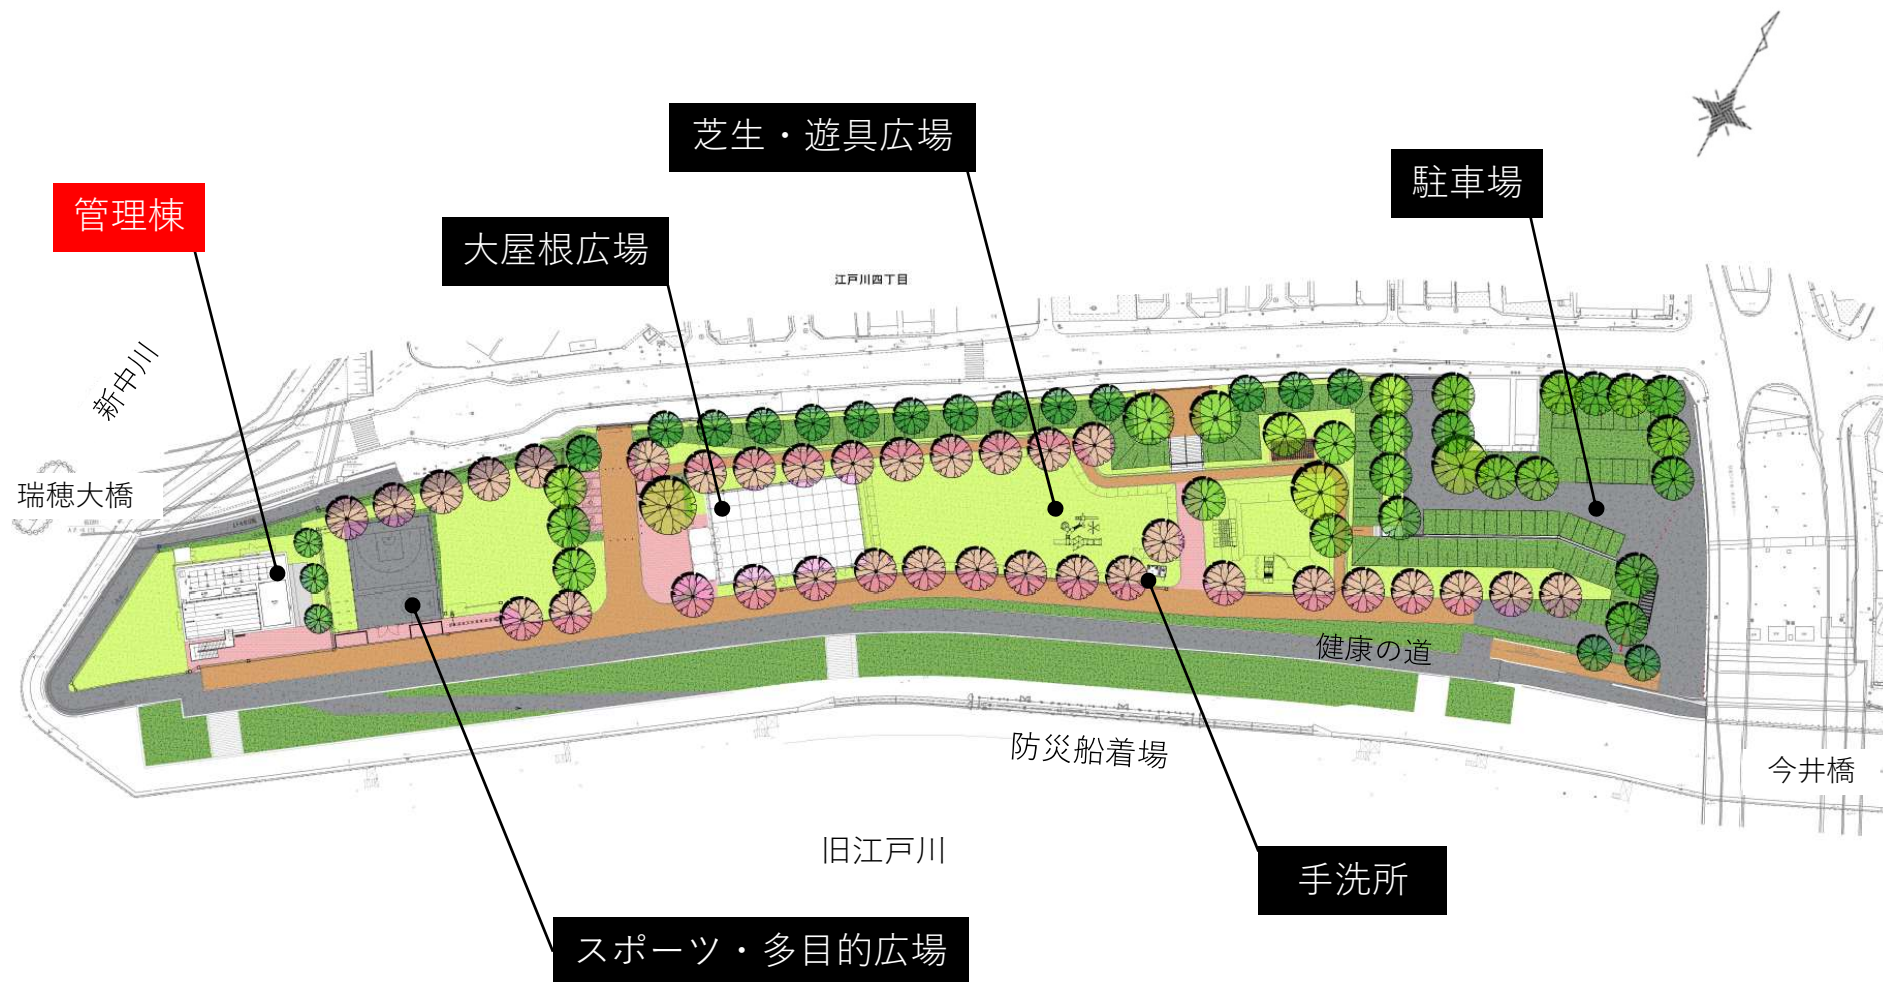 芝生・遊具広場
駐車場
管理棟
大屋根広場
江戸川四丁目
新中川
瑞穂大橋
健康の道
防災船着場
今井橋
旧江戸川
手洗所
スポーツ・多目的広場